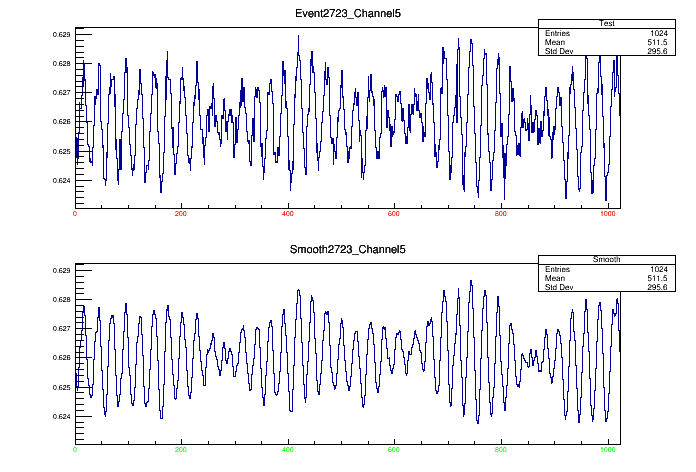 Event2723_Channel5
Test
Entries 1024
Mean 511.5
Std Dev 295.6
0.629
0.628
0.627
0.626
0.625
0.624
0 200 400 600 800 1000
Smooth2723_Channel5
Smooth
Entries 1024
Mean 511.5
Std Dev 295.6
0.629
0.628
0.627
0.626
0.625
0.624
0 200 400 600 800 1000